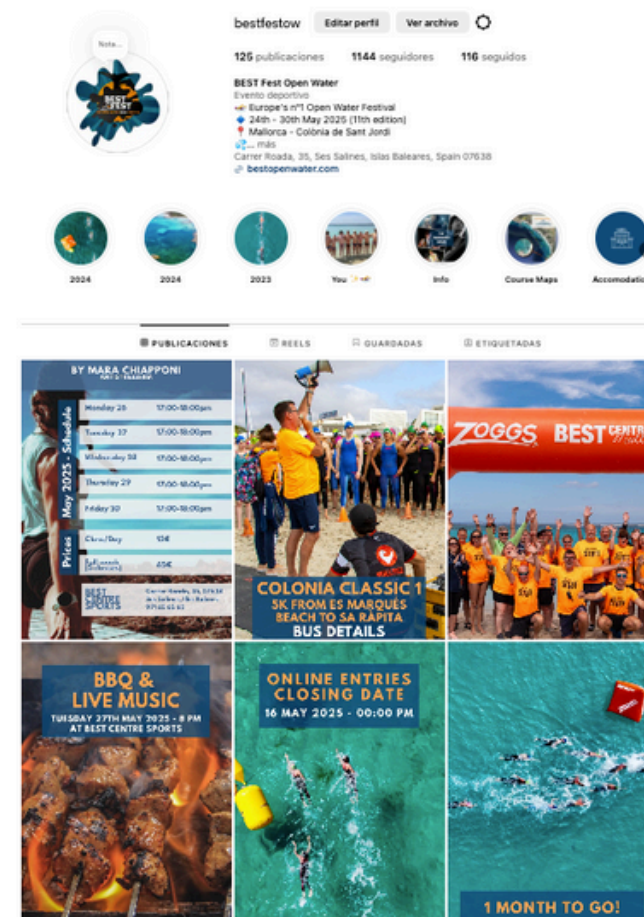 bestfestow Editar perfil Ver archivo
Nota...
125 publicaciones 1144 seguidores 116 seguidos
BEST Fest Open Water
Evento deportivo
Europe's nº1 Open Water Festival
24th - 30th May 2025 (11th edition)
Mallorca - Colònia de Sant Jordi
... más
Carrer Roada, 35, Ses Salines, Islas Baleares, Spain 07638
bestopenwater.com
BEST FEST
2024 2024 2023 You Info Course Maps Accomodatio
PUBLICACIONES REELS GUARDADAS ETIQUETADAS
BY MARA CHIAPPONI
May 2025 - Schedule
Monday 26 17:00-18:00pm
Tuesday 27 17:00-18:00pm
Wednesday 28 17:00-18:00pm
Thursday 29 17:00-18:00pm
Friday 30 17:00-18:00pm
Prices
Class/Day
BEST CENTRE SPORTS
COLONIA CLASSIC 1
5K FROM ES MARQUÉS
BEACH TO SA RÀPITA
BUS DETAILS
ZOGGS BEST CENTR
BBQ &
LIVE MUSIC
TUESDAY 27TH MAY 2025 - 8 PM
AT BEST CENTRE SPORTS
ONLINE ENTRIES
CLOSING DATE
16 MAY 2025 - 00:00 PM
1 MONTH TO GO!